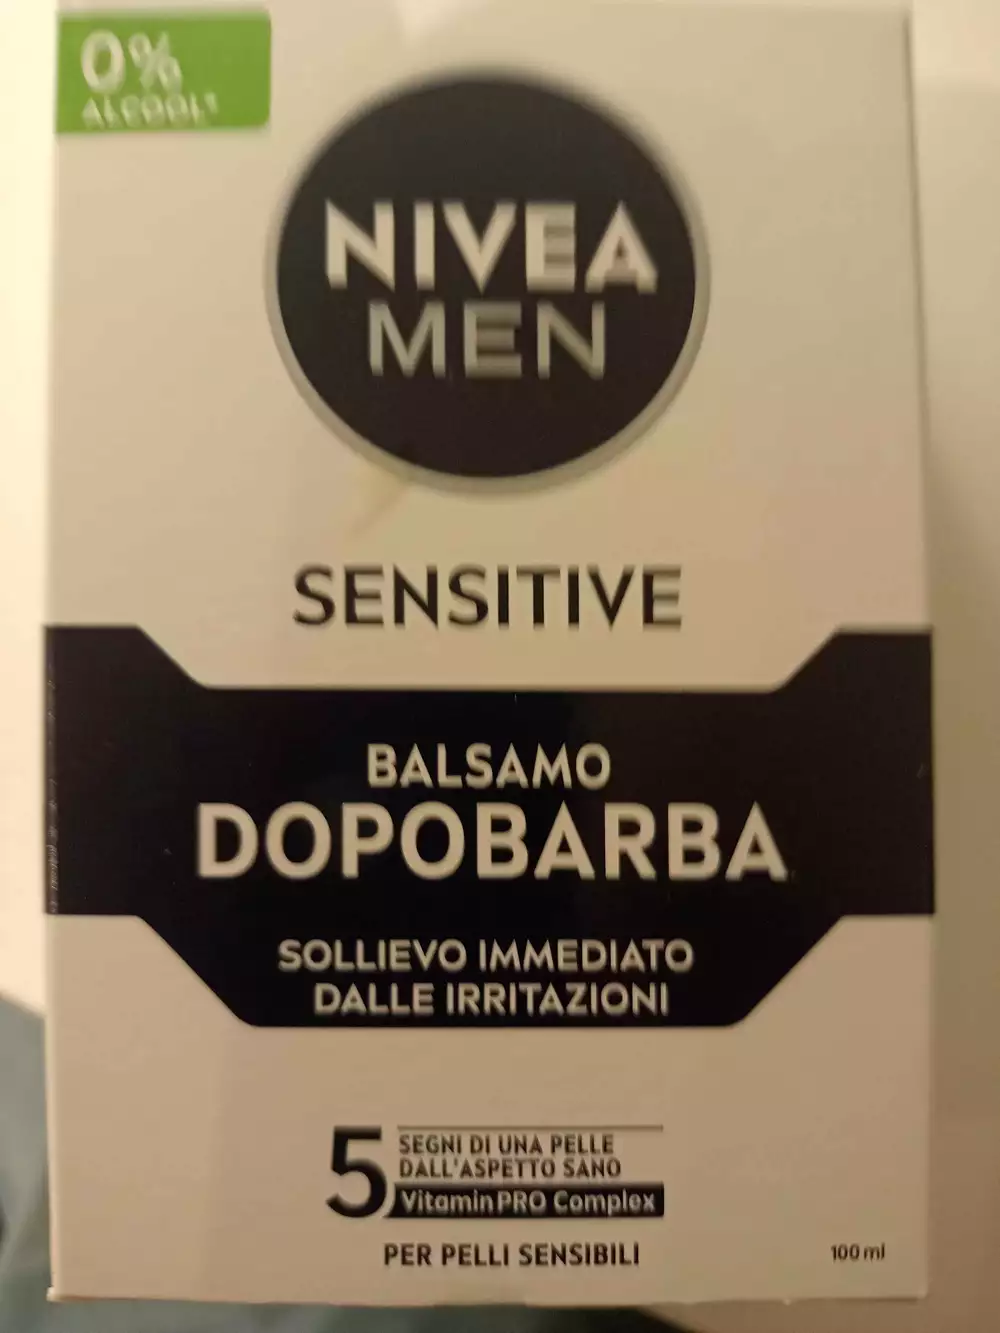 0%
ALCOOL*
NIVEA
MEN
SENSITIVE
BALSAMO
DOPOBARBA
SOLLIEVO IMMEDIATO
DALLE IRRITAZIONI
5
SEGNI DI UNA PELLE
DALL'ASPETTO SANO
Vitamin PRO Complex
PER PELLI SENSIBILI
100 ml